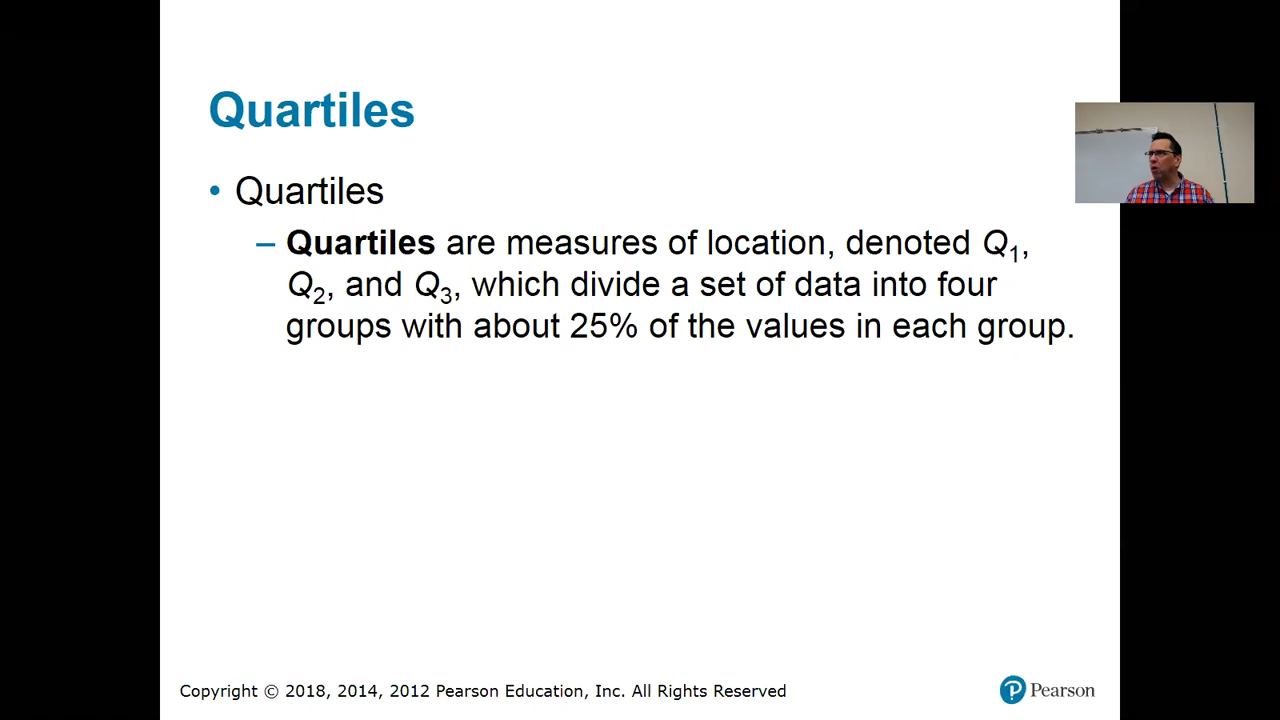 Quartiles
• Quartiles
– Quartiles are measures of location, denoted Q1,
Q2, and Q3, which divide a set of data into four
groups with about 25% of the values in each group.
Copyright © 2018, 2014, 2012 Pearson Education, Inc. All Rights Reserved
P Pearson